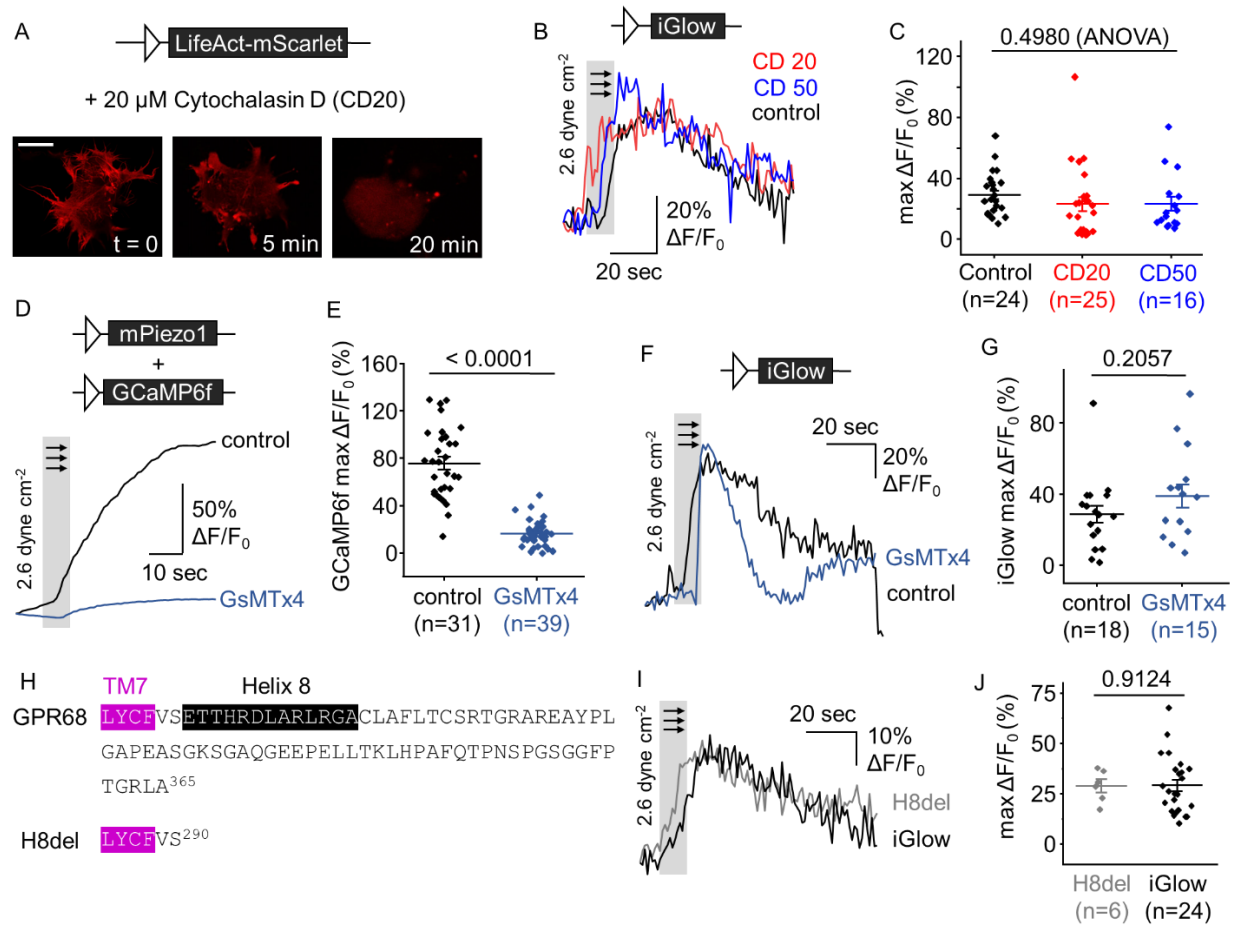 A
LifeAct-mScarlet
+ 20 µM Cytochalasin D (CD20)
t = 0
5 min
20 min
B
iGlow
2.6 dyne cm-2
CD 20
CD 50
control
20%
ΔF/F0
20 sec
C
0.4980 (ANOVA)
max ΔF/F0 (%)
120
80
40
0
Control
(n=24)
CD20
(n=25)
CD50
(n=16)
D
mPiezo1
+
GCaMP6f
2.6 dyne cm-2
control
50%
ΔF/F0
10 sec
GsMTx4
E
< 0.0001
GCaMP6f max ΔF/F0 (%)
160
120
80
40
0
control
(n=31)
GsMTx4
(n=39)
F
iGlow
2.6 dyne cm-2
20 sec
20%
ΔF/F0
GsMTx4
control
G
0.2057
iGlow max ΔF/F0 (%)
80
40
0
control
(n=18)
GsMTx4
(n=15)
H
TM7
Helix 8
GPR68
LYCFVSETTHRDLARLRGACLAFLTCSRTGRAREAYPL
GAPEASGKSGAQGEEPELLTKLHPAFQTPNSPGSGGFP
TGRLA365
H8del
LYCFVS290
I
2.6 dyne cm-2
20 sec
10%
ΔF/F0
H8del
iGlow
J
0.9124
max ΔF/F0 (%)
75
50
25
0
H8del
(n=6)
iGlow
(n=24)